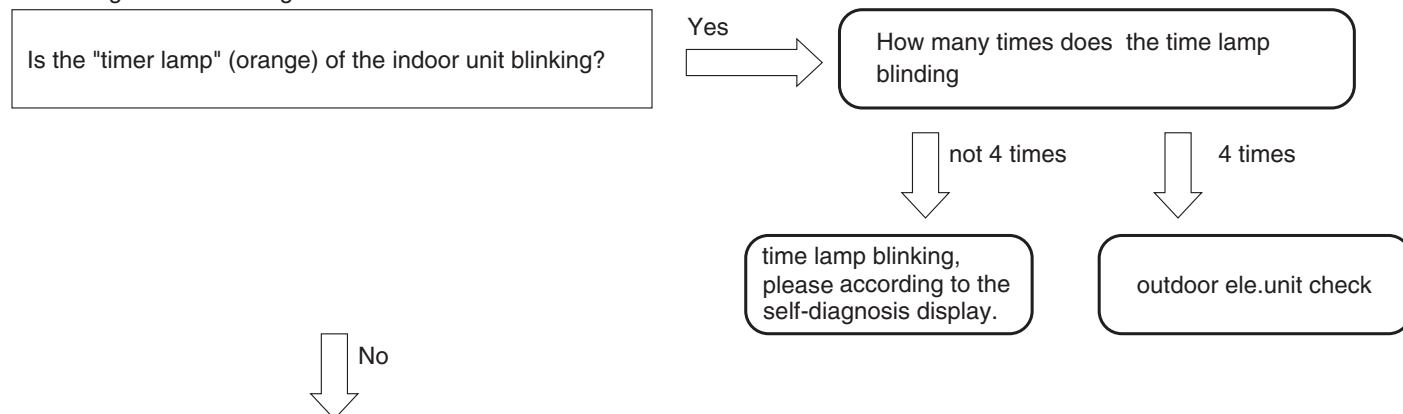 Is the "timer lamp" (orange) of the indoor unit blinking?
Yes
How many times does the time lamp
blinding
not 4 times
4 times
time lamp blinking,
please according to the
self-diagnosis display.
outdoor ele.unit check
No